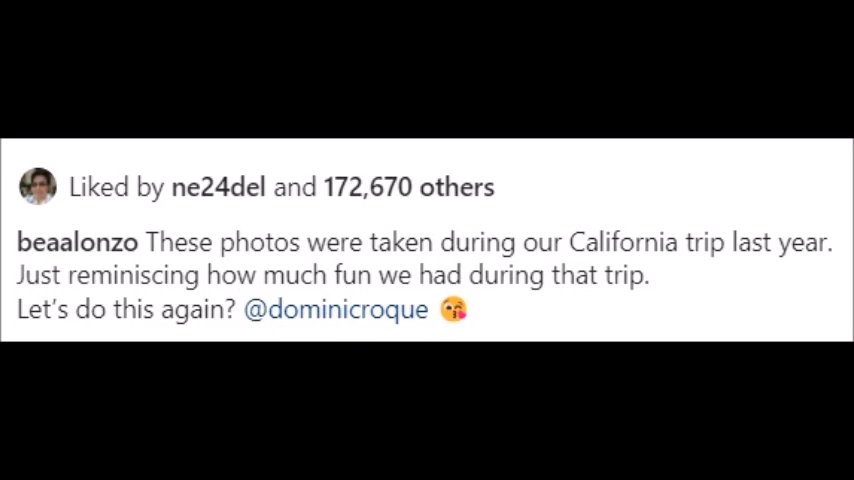 Liked by ne24del and 172,670 others
beaalonzo These photos were taken during our California trip last year.
Just reminiscing how much fun we had during that trip.
Let's do this again? @dominicroque 😘